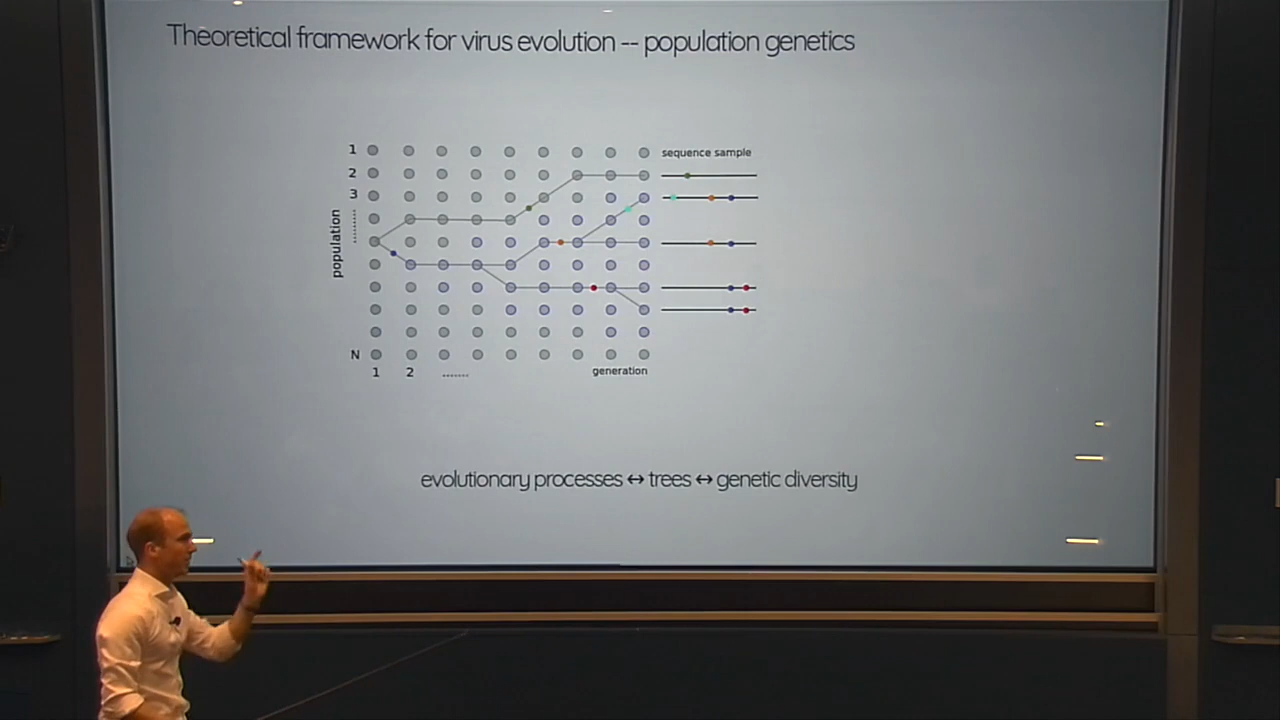 Theoretical framework for virus evolution -- population genetics
1
2
3
........
population
N
1 2 ....... generation
sequence sample
evolutionary processes ↔ trees ↔ genetic diversity